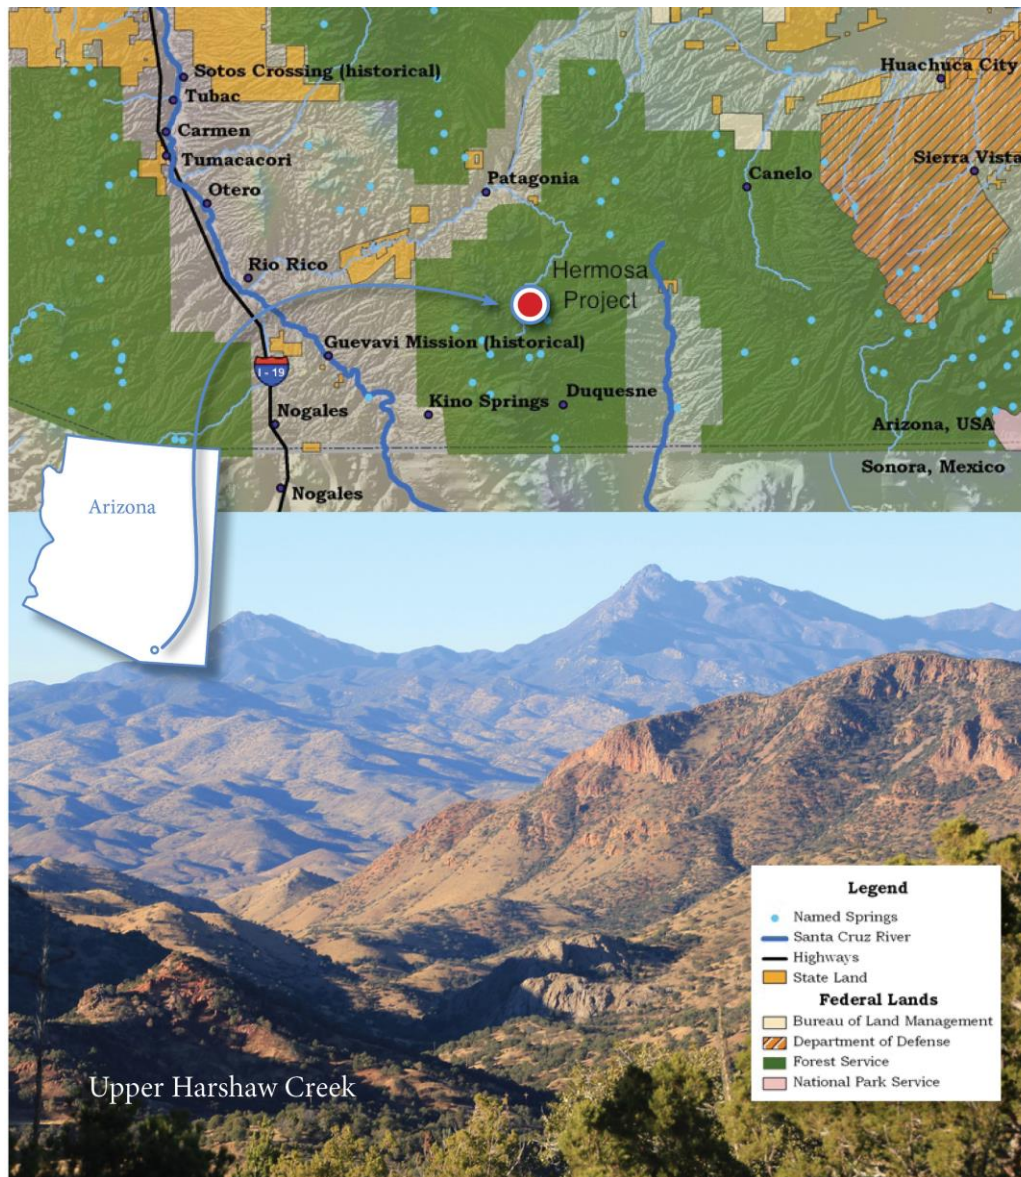 Sotos Crossing (historical)
Huachuca City
Tubac
Carmen
Tumacacori
Sierra Vista
Patagonia
Canelo
Otero
Rio Rico
Hermosa
Project
Guevavi Mission (historical)
I - 19
Duquesne
Kino Springs
Nogales
Arizona, USA
Sonora, Mexico
Nogales
Arizona
Legend
Named Springs
Santa Cruz River
Highways
State Land
Federal Lands
Bureau of Land Management
Department of Defense
Forest Service
National Park Service
Upper Harshaw Creek